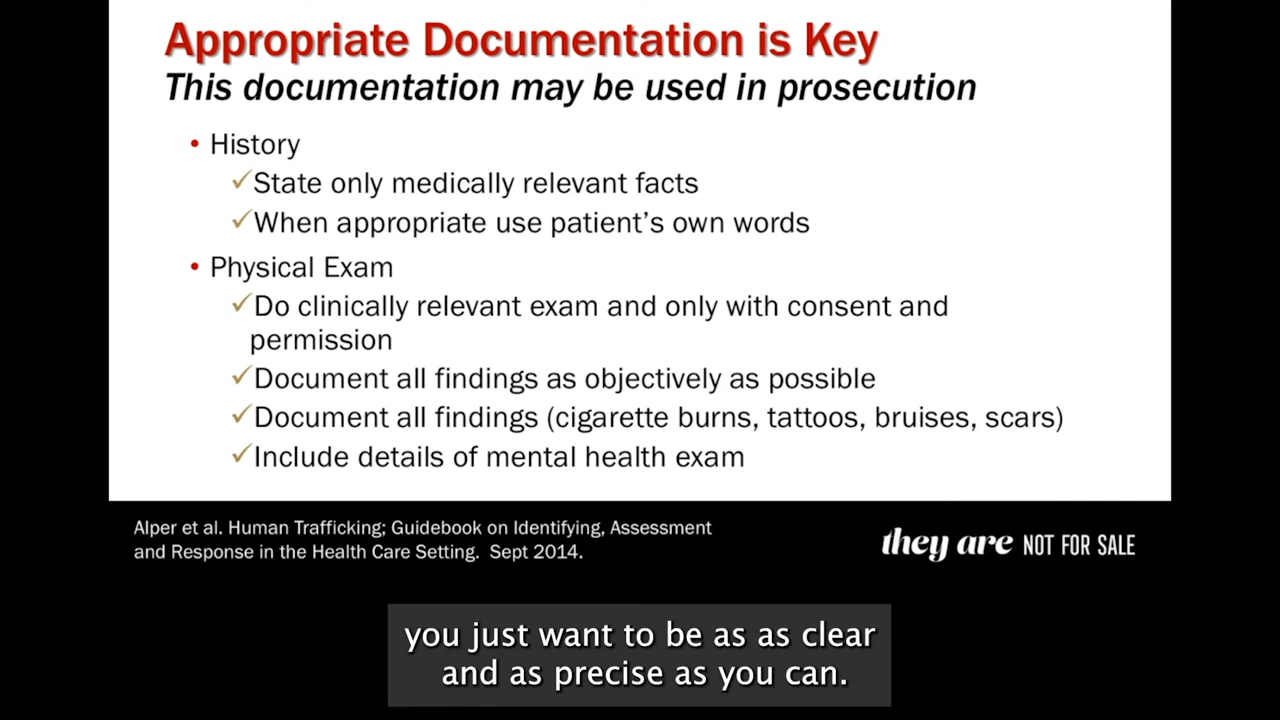 Appropriate Documentation is Key
This documentation may be used in prosecution
• History
✓State only medically relevant facts
✓When appropriate use patient's own words
• Physical Exam
✓Do clinically relevant exam and only with consent and
permission
✓Document all findings as objectively as possible
✓Document all findings (cigarette burns, tattoos, bruises, scars)
✓Include details of mental health exam
Alper et al. Human Trafficking; Guidebook on Identifying, Assessment
and Response in the Health Care Setting. Sept 2014.
they are NOT FOR SALE
you just want to be as as clear
and as precise as you can.